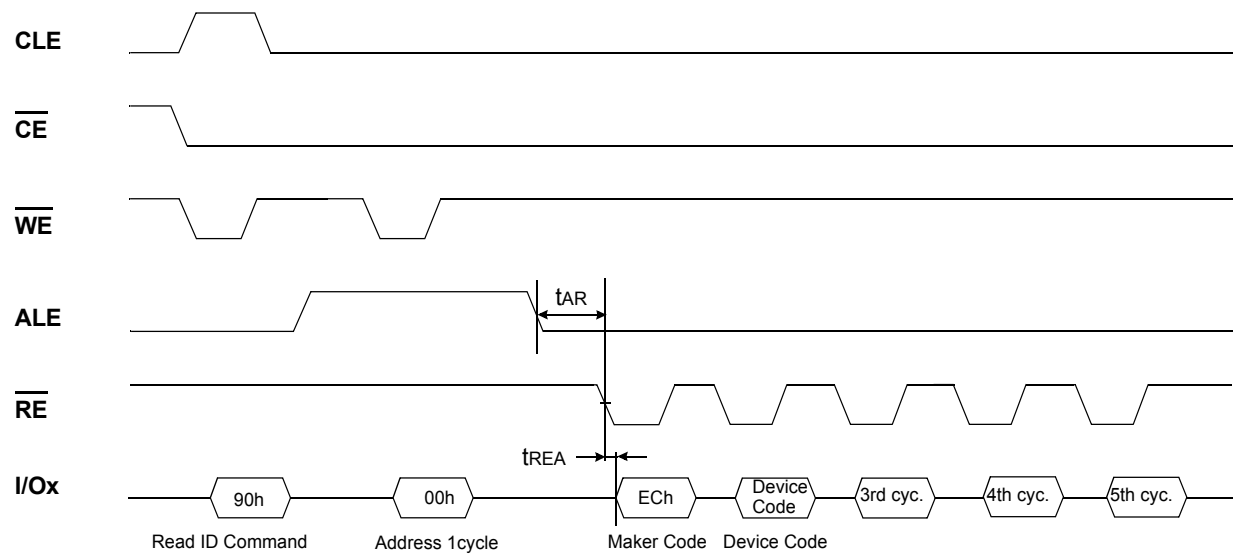 CLE
CE
WE
ALE
tAR
RE
tREA
I/Ox
90h
00h
ECh
Device
Code
3rd cyc.
4th cyc.
5th cyc.
Read ID Command
Address 1cycle
Maker Code
Device Code